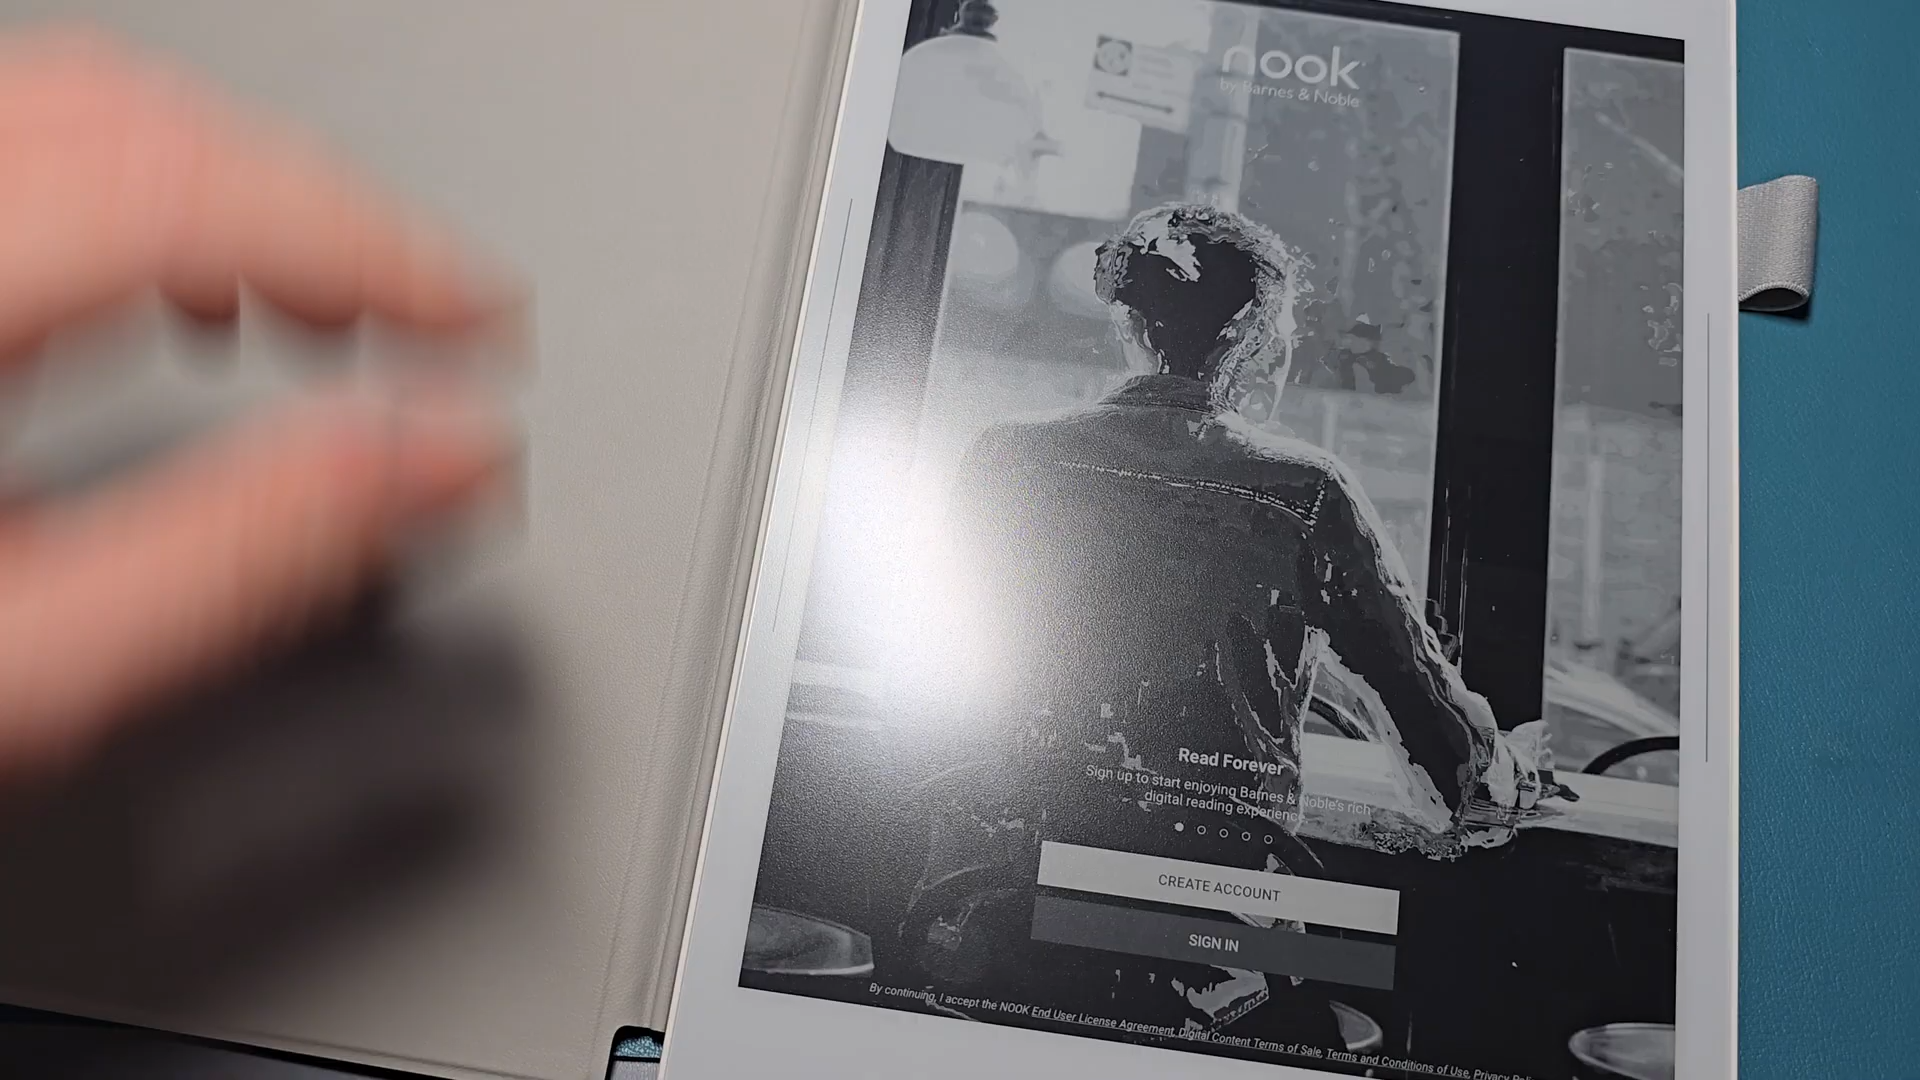 nook
by Barnes & Noble
Read Forever
Sign up to start enjoying Barnes & Noble's rich
digital reading experience.
CREATE ACCOUNT
SIGN IN
By continuing, I accept the NOOK End User License Agreement, Digital Content Terms of Sale, Terms and Conditions of Use, Privacy